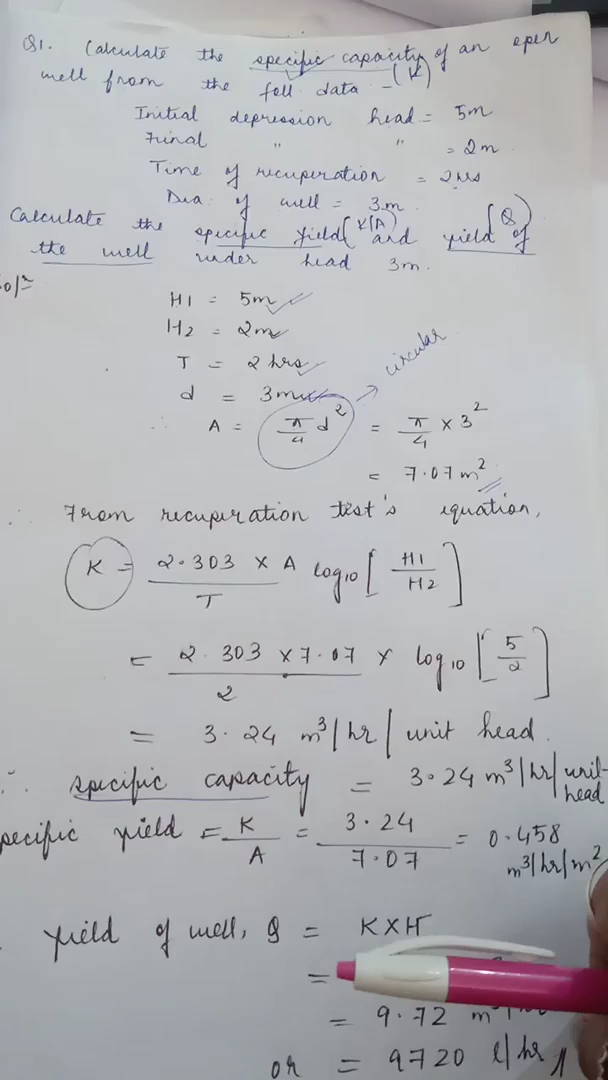 Q1. Calculate the specific capacity of an open
well from the foll data - (K)
Initial depression head = 5m
Final " " = 2m
Time of recuperation = 2 hrs
Dia. of well = 3m.
Calculate the specific yield (K/A) and yield (Q) of
the well under head 3m.
H1 = 5m
H2 = 2m
T = 2 hrs
d = 3m
circular
∴ A = π/4 d² = π/4 × 3²
= 7.07 m²
∴ From recuperation test's equation,
K = 2.303 × A / T log10 [H1/H2]
= 2.303 × 7.07 / 2 × log10 [5/2]
= 3.24 m³/hr/unit head.
∴ specific capacity = 3.24 m³/hr/unit-head
pecific yield = K/A = 3.24/7.07 = 0.458 m³/hr/m²
yield of well, Q = K×H
=
= 9.72 m³
or = 9720 l/hr